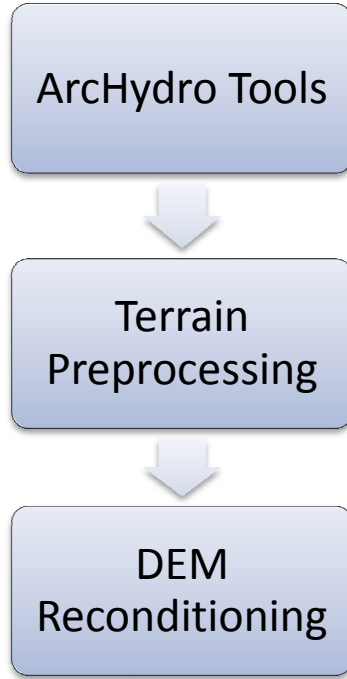 ArcHydro Tools
Terrain
Preprocessing
DEM
Reconditioning